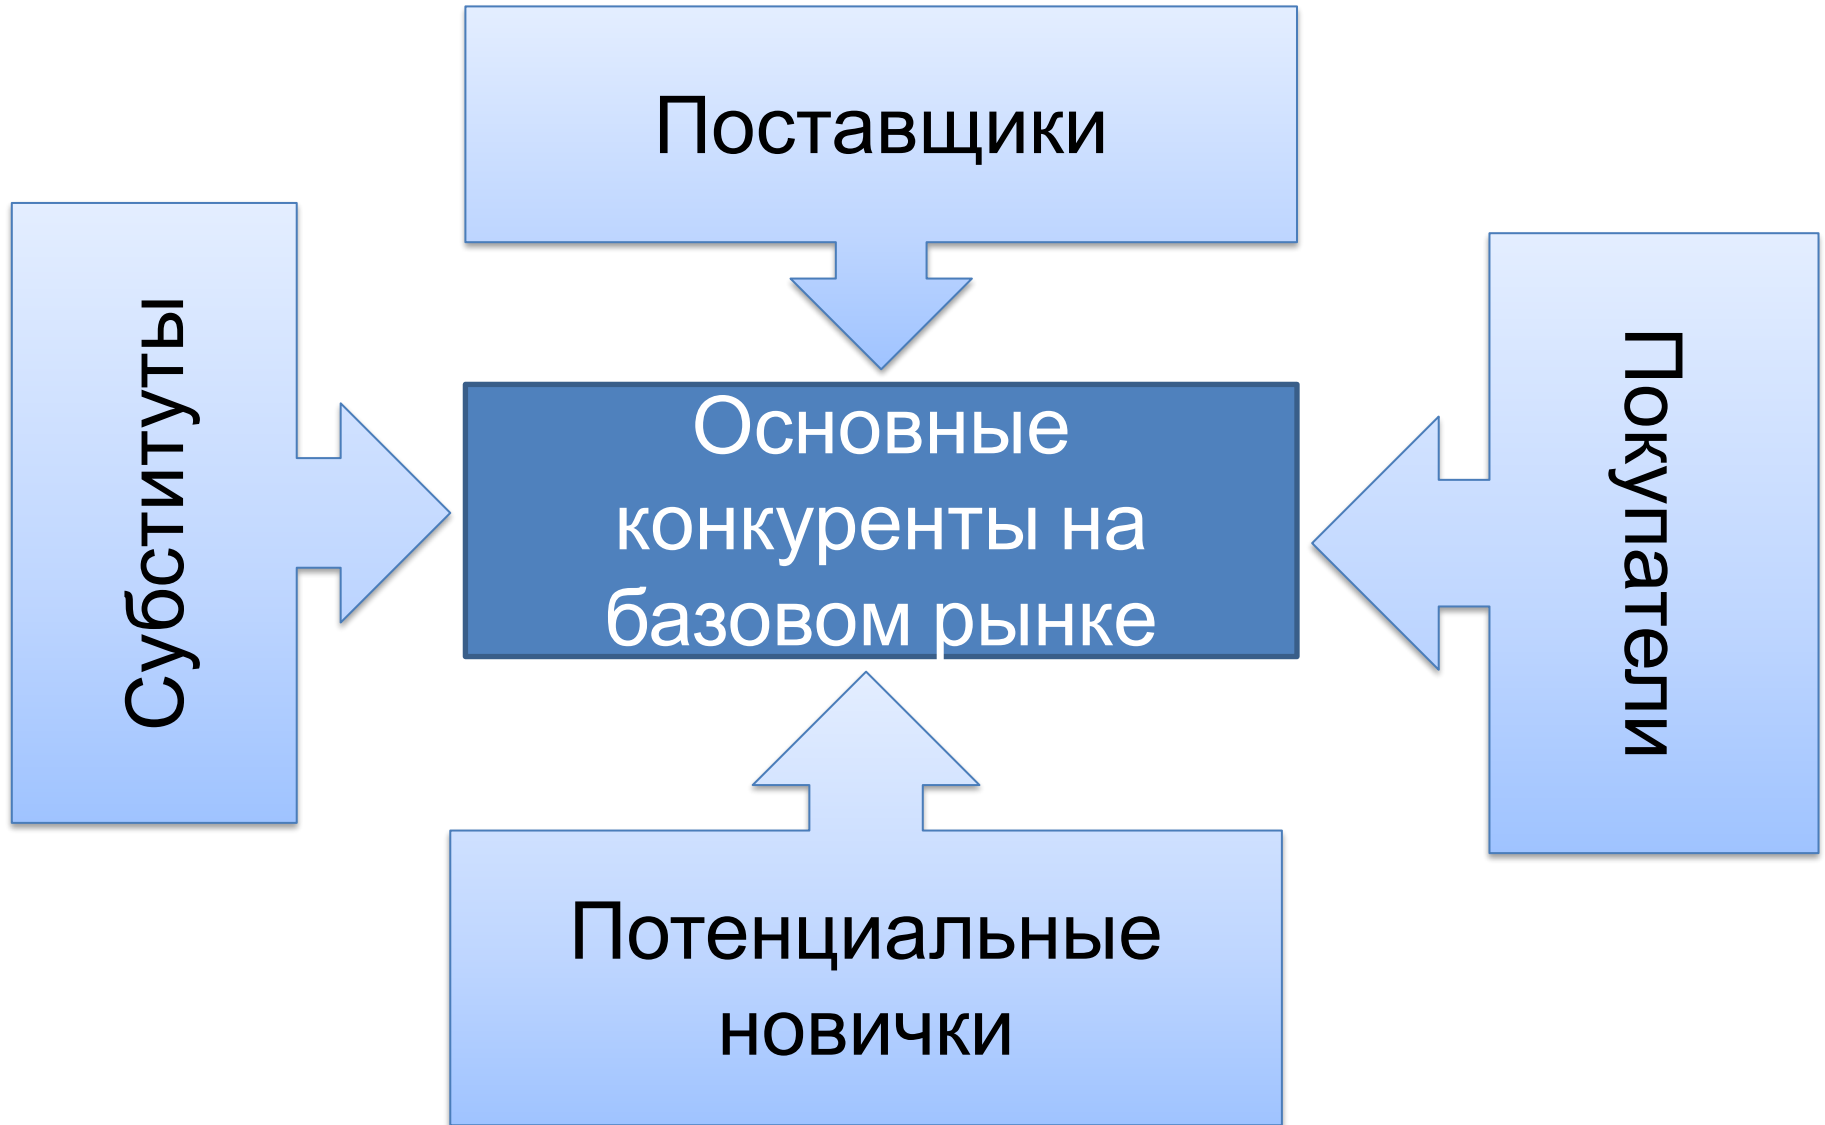 Поставщики
Субституты
Основные
конкуренты на
базовом рынке
Покупатели
Потенциальные
новички